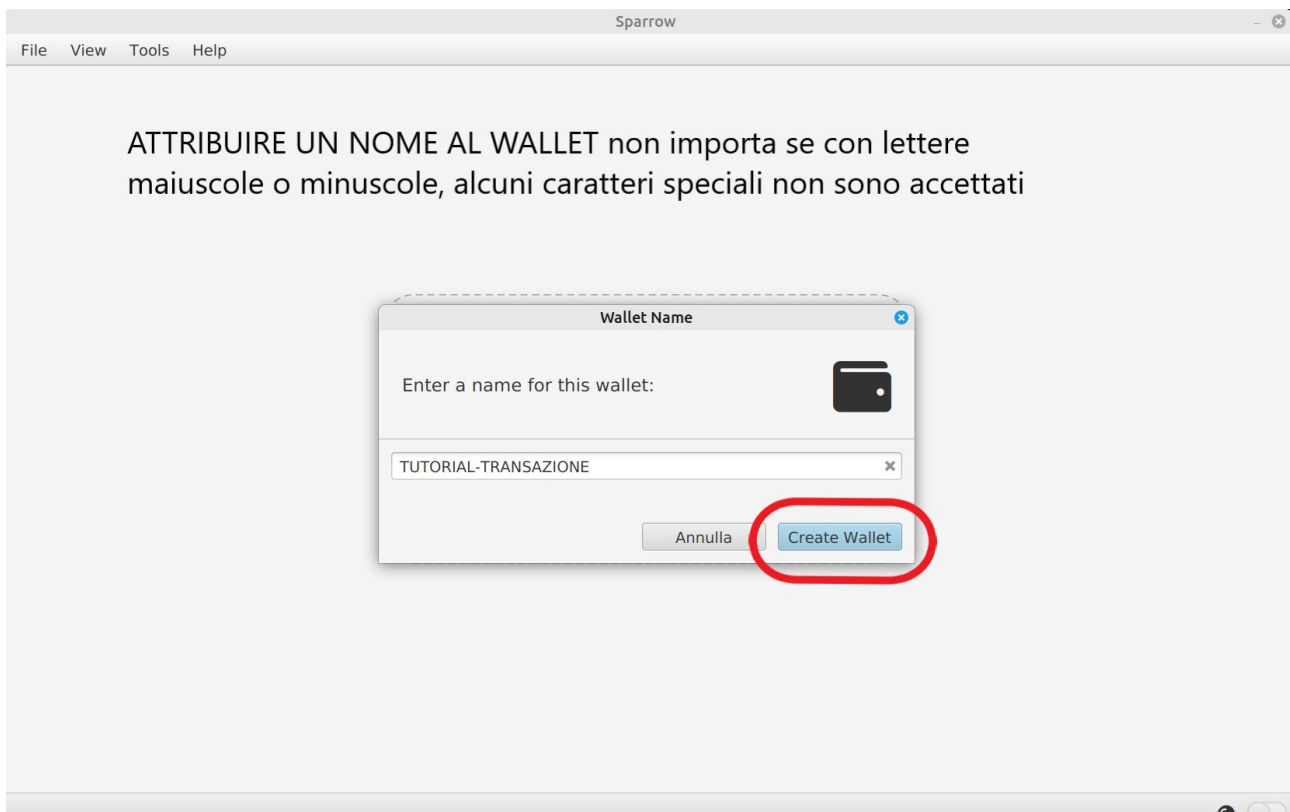 Sparrow
File View Tools Help
ATTRIBUIRE UN NOME AL WALLET non importa se con lettere
maiuscole o minuscole, alcuni caratteri speciali non sono accettati
Wallet Name
Enter a name for this wallet:
TUTORIAL-TRANSAZIONE
Annulla Create Wallet